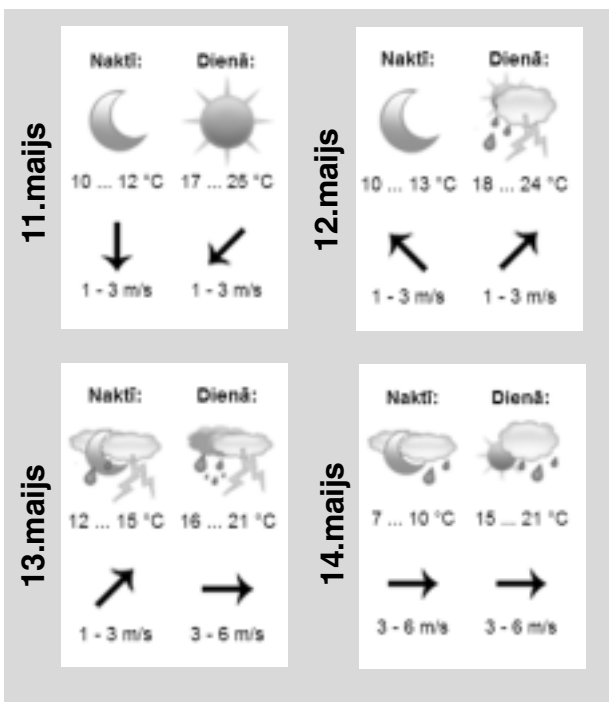 11.maijs
Naktī: Dienā:
10 ... 12 °C 17 ... 25 °C
1 - 3 m/s 1 - 3 m/s
12.maijs
Naktī: Dienā:
10 ... 13 °C 18 ... 24 °C
1 - 3 m/s 1 - 3 m/s
13.maijs
Naktī: Dienā:
12 ... 15 °C 16 ... 21 °C
1 - 3 m/s 3 - 6 m/s
14.maijs
Naktī: Dienā:
7 ... 10 °C 15 ... 21 °C
3 - 6 m/s 3 - 6 m/s